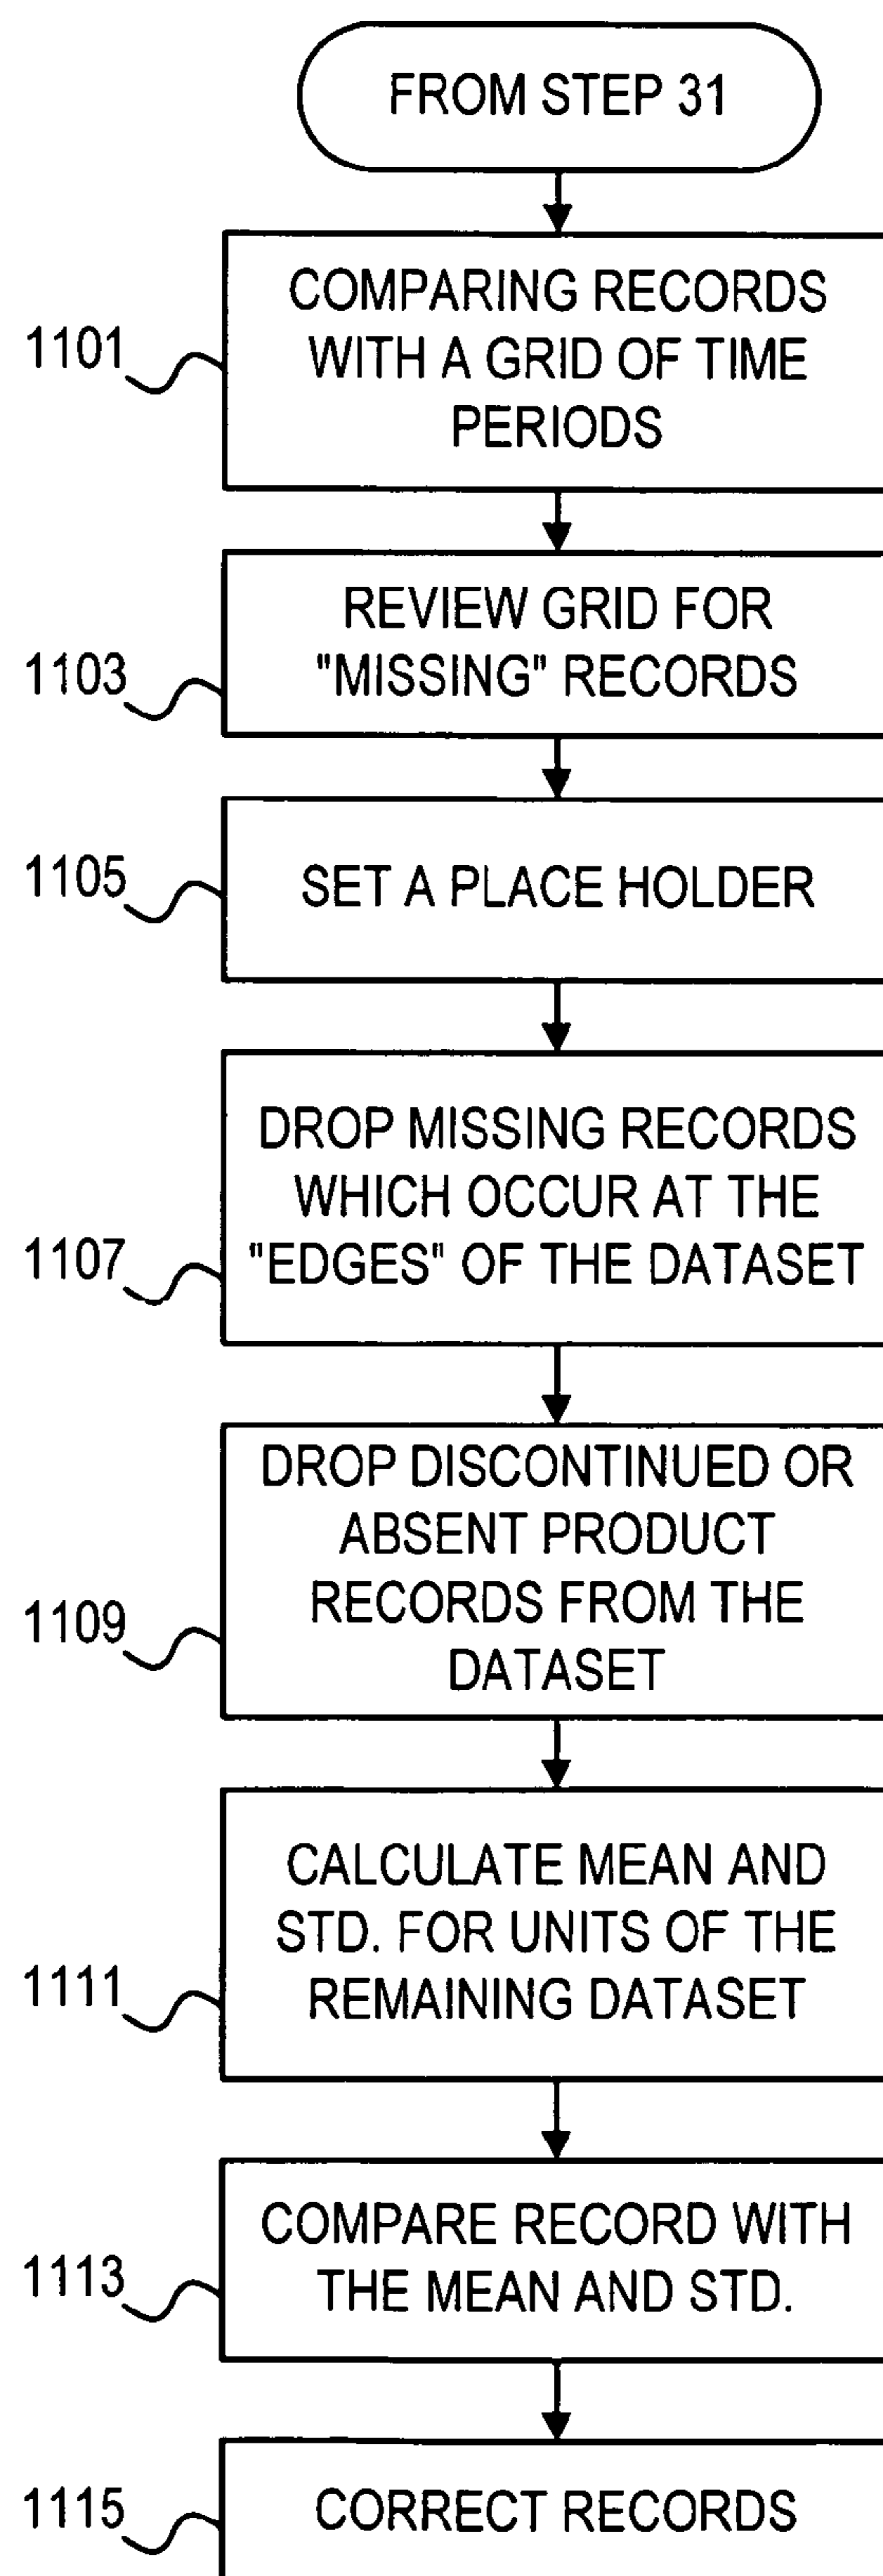 FROM STEP 31
1101
COMPARING RECORDS
WITH A GRID OF TIME
PERIODS
1103
REVIEW GRID FOR
"MISSING" RECORDS
1105
SET A PLACE HOLDER
1107
DROP MISSING RECORDS
WHICH OCCUR AT THE
"EDGES" OF THE DATASET
1109
DROP DISCONTINUED OR
ABSENT PRODUCT
RECORDS FROM THE
DATASET
1111
CALCULATE MEAN AND
STD. FOR UNITS OF THE
REMAINING DATASET
1113
COMPARE RECORD WITH
THE MEAN AND STD.
1115
CORRECT RECORDS